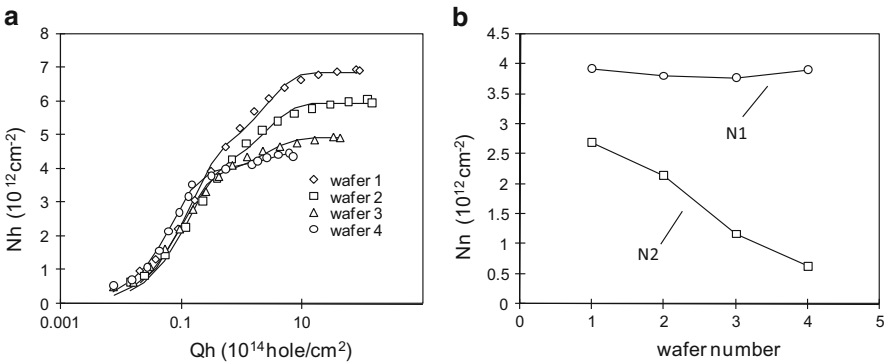 a
Nh (10¹²cm⁻²)
8
7
6
5
4
3
2
1
0
0.001 0.1 10
Qh (10¹⁴hole/cm²)
wafer 1
wafer 2
wafer 3
wafer 4
b
Nn (10¹²cm⁻²)
4.5
4
3.5
3
2.5
2
1.5
1
0.5
0
0 1 2 3 4 5
wafer number
N1
N2